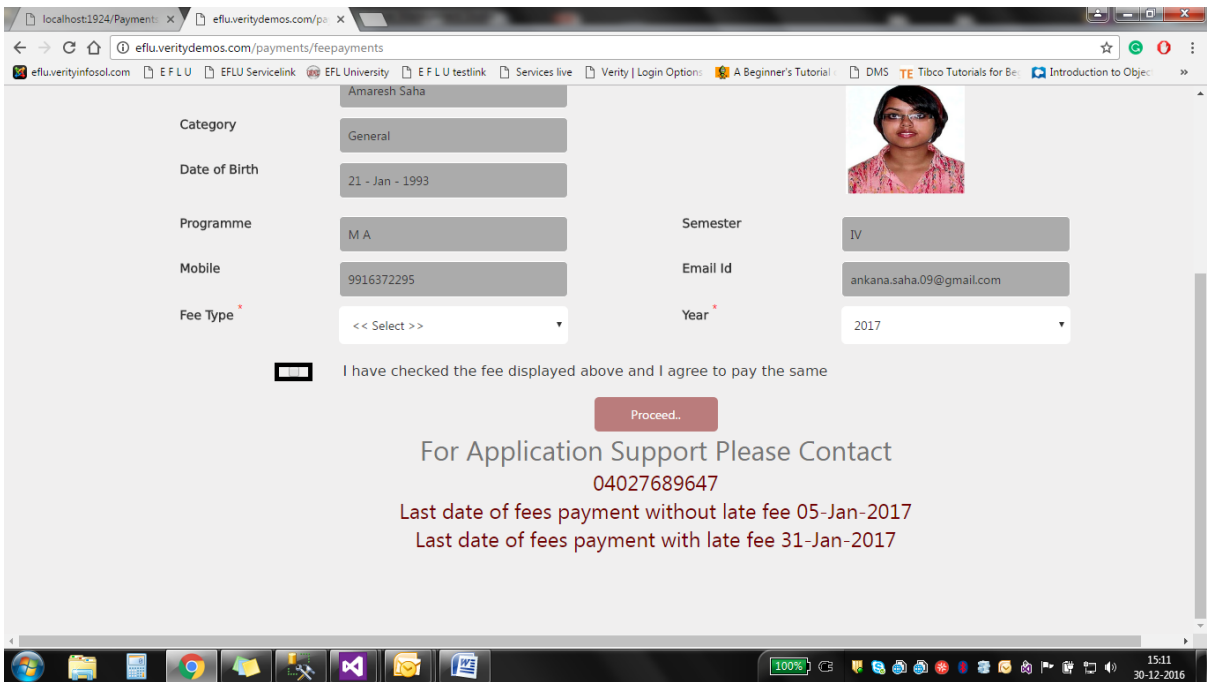 localhost:1924/Payments
eflu.veritydemos.com/pa
eflu.veritydemos.com/payments/feepayments
efluverityinfosol.com E F L U EFLU Servicelink EFL University E F L U testlink Services live Verity | Login Options A Beginner's Tutorial DMS TE Tibco Tutorials for Be Introduction to Objec »
Amaresh Saha
Category General
Date of Birth 21 - Jan - 1993
Programme M A Semester IV
Mobile 9916372295 Email Id ankana.saha.09@gmail.com
Fee Type * << Select >> Year * 2017
I have checked the fee displayed above and I agree to pay the same
Proceed..
For Application Support Please Contact
04027689647
Last date of fees payment without late fee 05-Jan-2017
Last date of fees payment with late fee 31-Jan-2017
100% 15:11
30-12-2016